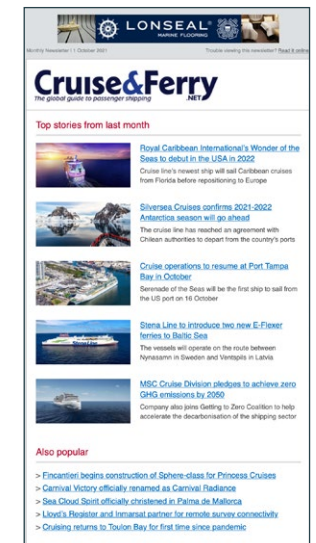 LONSEAL
MARINE FLOORING
Monthly Newsletter | 1 October 2021
Trouble viewing this newsletter? Read it online
Cruise&Ferry
The global guide to passenger shipping .NET
Top stories from last month
Royal Caribbean International's Wonder of the
Seas to debut in the USA in 2022
Cruise line's newest ship will sail Caribbean cruises
from Florida before repositioning to Europe
Silversea Cruises confirms 2021-2022
Antarctica season will go ahead
The cruise line has reached an agreement with
Chilean authorities to depart from the country's ports
Cruise operations to resume at Port Tampa
Bay in October
Serenade of the Seas will be the first ship to sail from
the US port on 16 October
Stena Line to introduce two new E-Flexer
ferries to Baltic Sea
The vessels will operate on the route between
Nynasamn in Sweden and Ventspils in Latvia
MSC Cruise Division pledges to achieve zero
GHG emissions by 2050
Company also joins Getting to Zero Coalition to help
accelerate the decarbonisation of the shipping sector
Also popular
> Fincantieri begins construction of Sphere-class for Princess Cruises
> Carnival Victory officially renamed as Carnival Radiance
> Sea Cloud Spirit officially christened in Palma de Mallorca
> Lloyd's Register and Inmarsat partner for remote survey connectivity
> Cruising returns to Toulon Bay for first time since pandemic